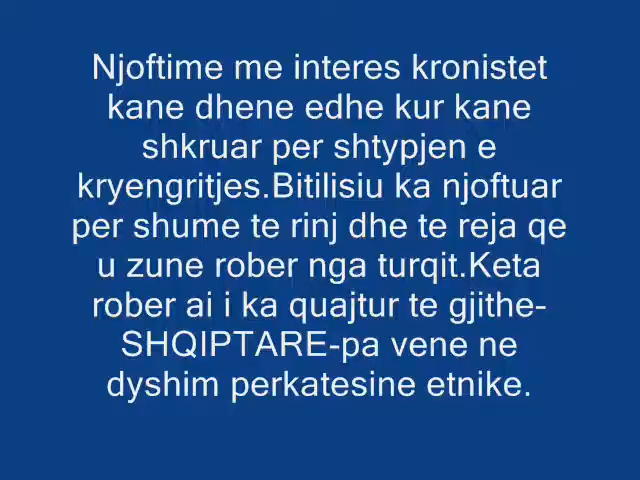 Njoftime me interes kronistet
kane dhene edhe kur kane
shkruar per shtypjen e
kryengritjes.Bitilisiu ka njoftuar
per shume te rinj dhe te reja qe
u zune rober nga turqit.Keta
rober ai i ka quajtur te gjithe-
SHQIPTARE-pa vene ne
dyshim perkatesine etnike.